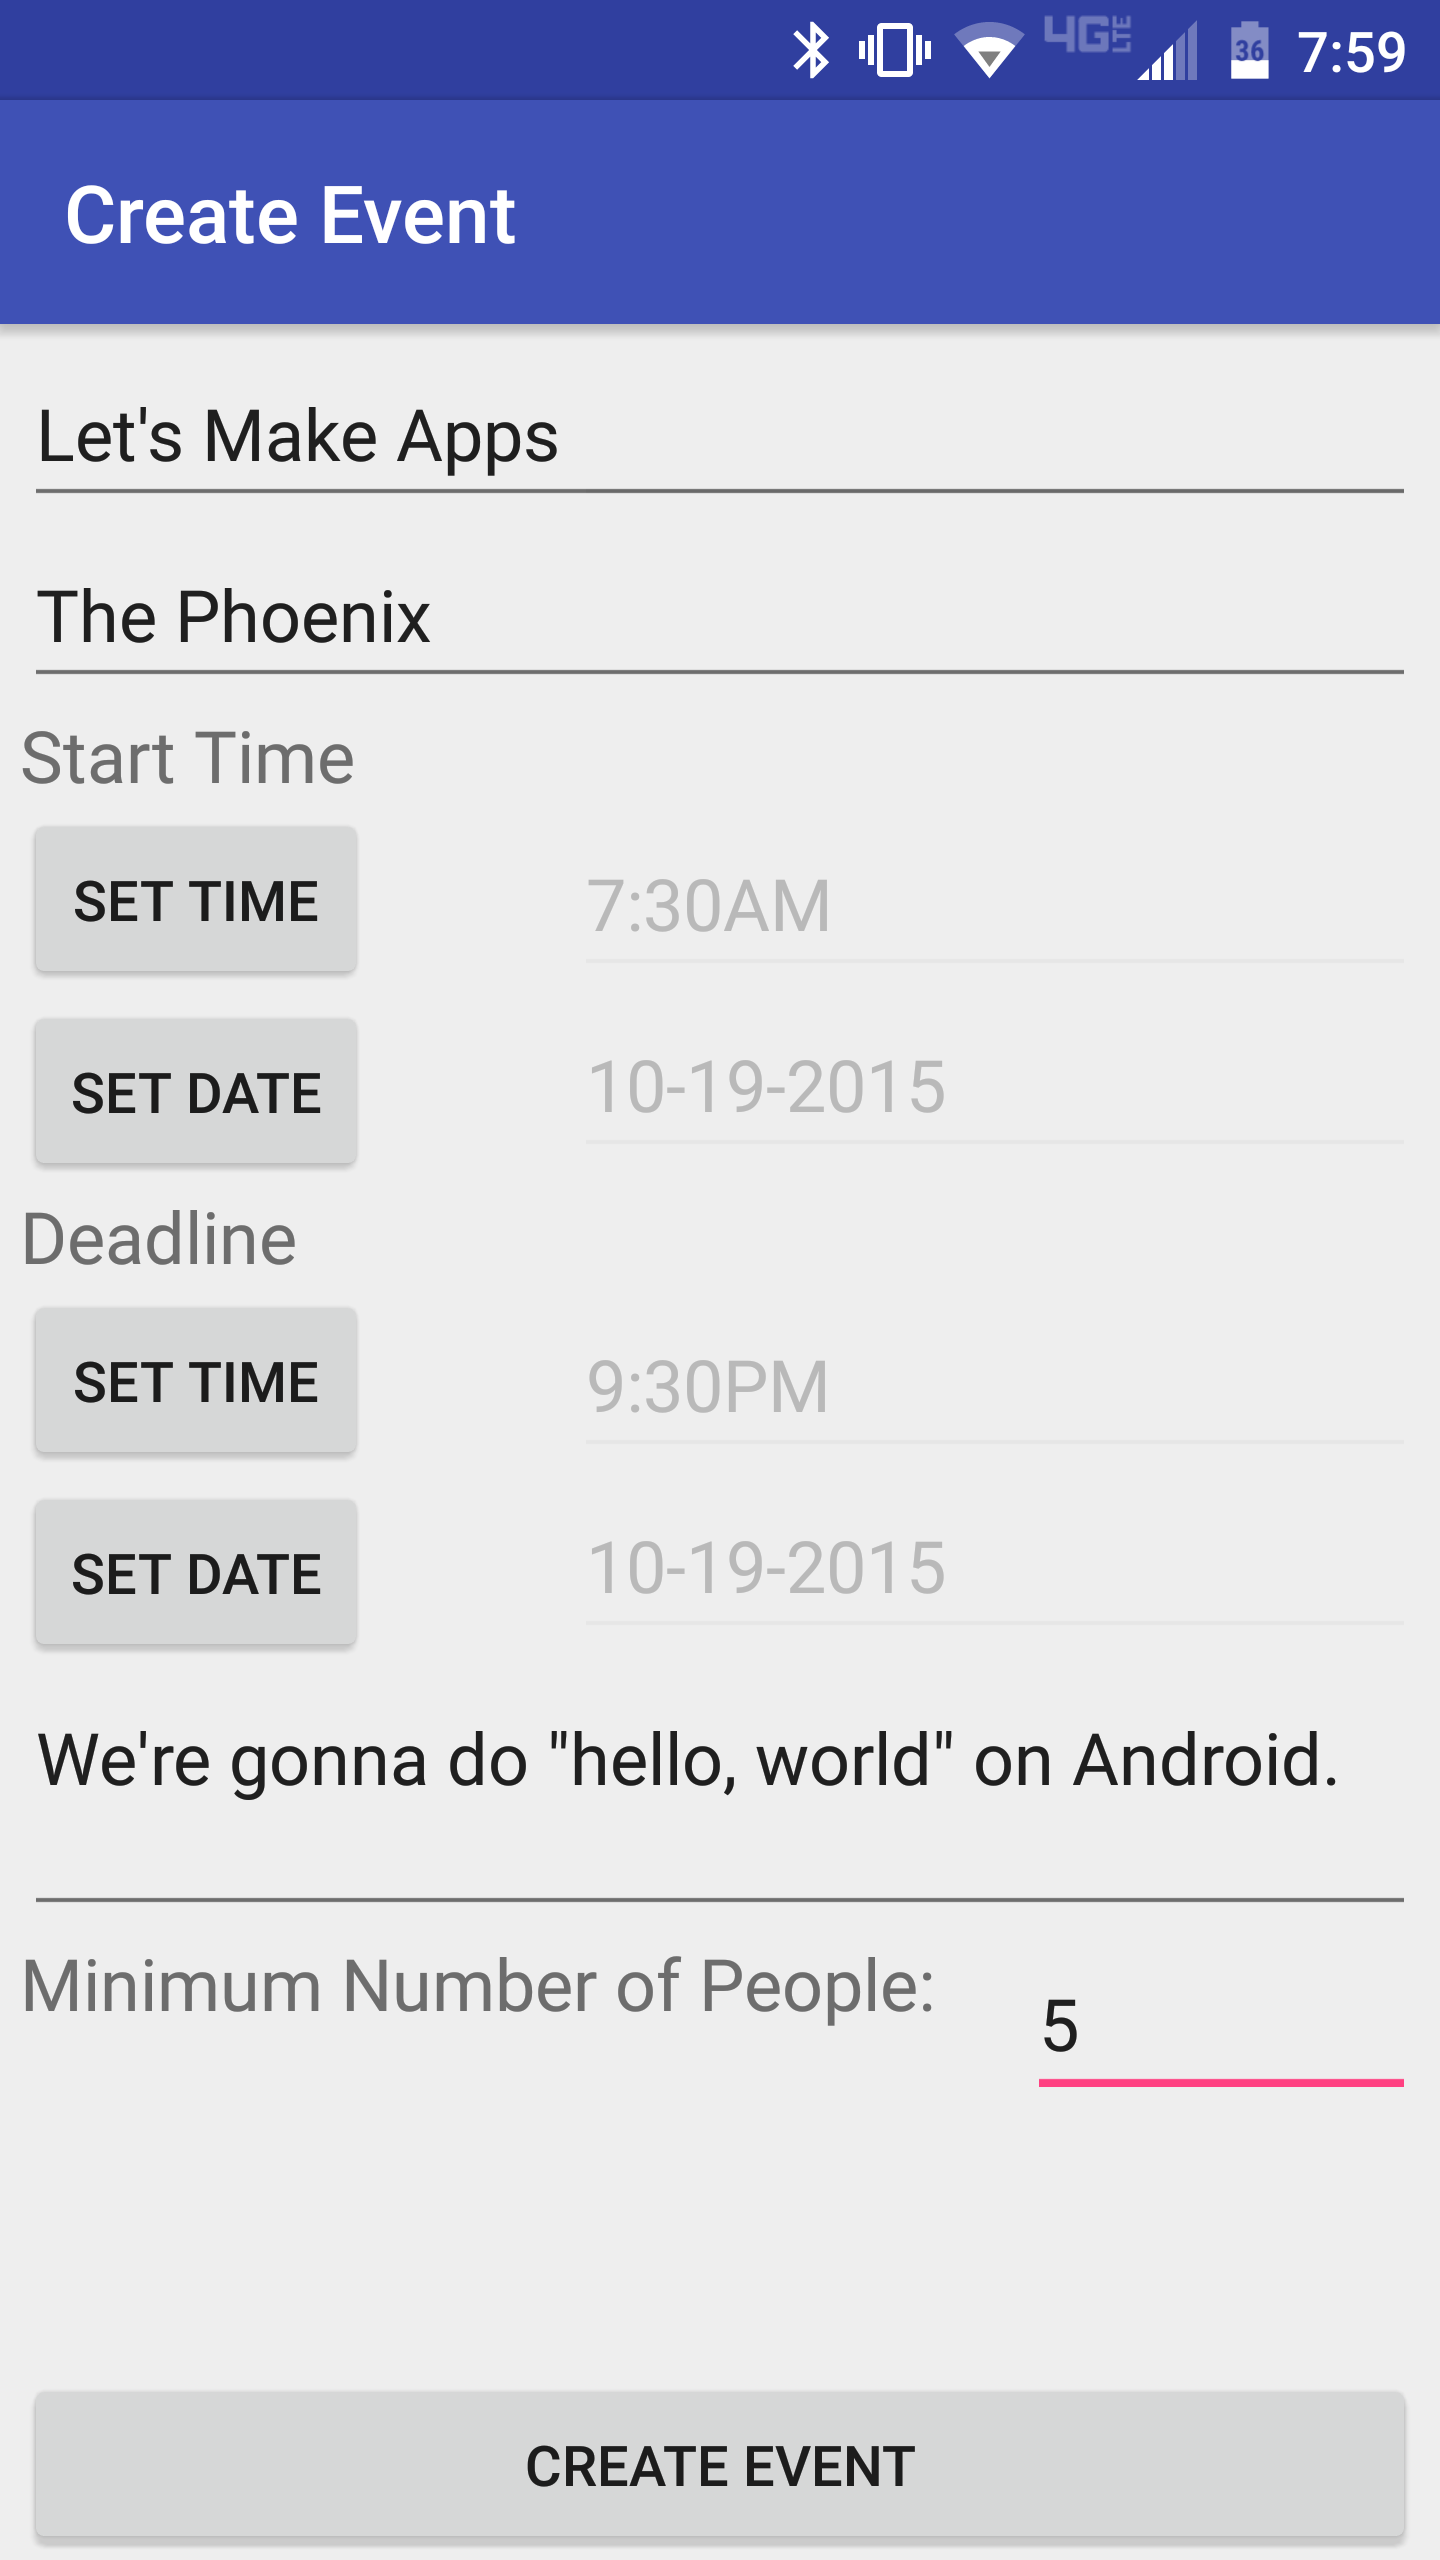 4G LTE 36 7:59
Create Event
Let's Make Apps
The Phoenix
Start Time
SET TIME 7:30AM
SET DATE 10-19-2015
Deadline
SET TIME 9:30PM
SET DATE 10-19-2015
We're gonna do "hello, world" on Android.
Minimum Number of People: 5
CREATE EVENT